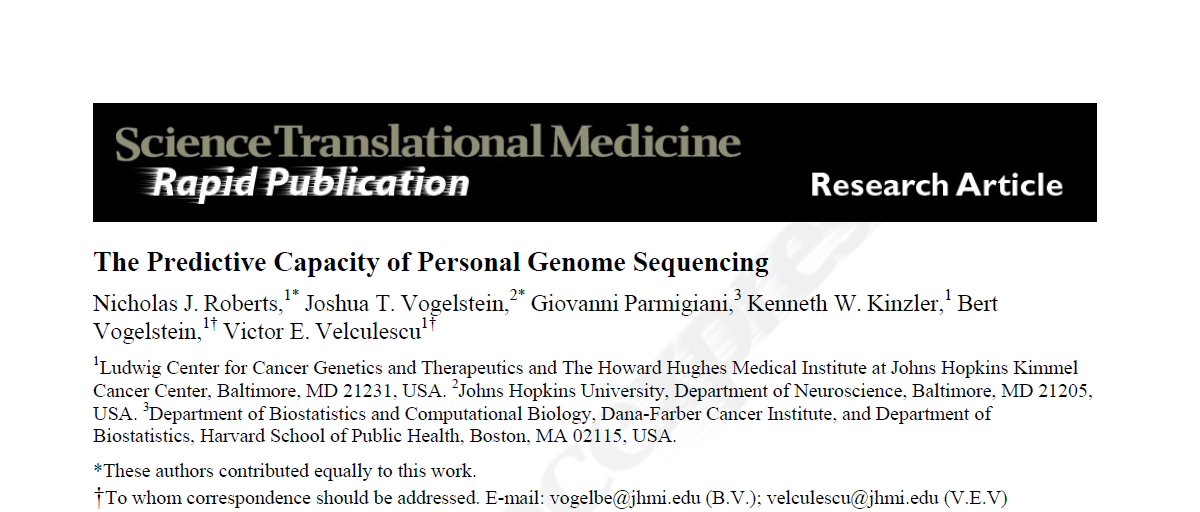 Science Translational Medicine
Rapid Publication
Research Article
The Predictive Capacity of Personal Genome Sequencing
Nicholas J. Roberts,1* Joshua T. Vogelstein,2* Giovanni Parmigiani,3 Kenneth W. Kinzler,1 Bert
Vogelstein,1† Victor E. Velculescu1†
1Ludwig Center for Cancer Genetics and Therapeutics and The Howard Hughes Medical Institute at Johns Hopkins Kimmel
Cancer Center, Baltimore, MD 21231, USA. 2Johns Hopkins University, Department of Neuroscience, Baltimore, MD 21205,
USA. 3Department of Biostatistics and Computational Biology, Dana-Farber Cancer Institute, and Department of
Biostatistics, Harvard School of Public Health, Boston, MA 02115, USA.
*These authors contributed equally to this work.
†To whom correspondence should be addressed. E-mail: vogelbe@jhmi.edu (B.V.); velculescu@jhmi.edu (V.E.V)